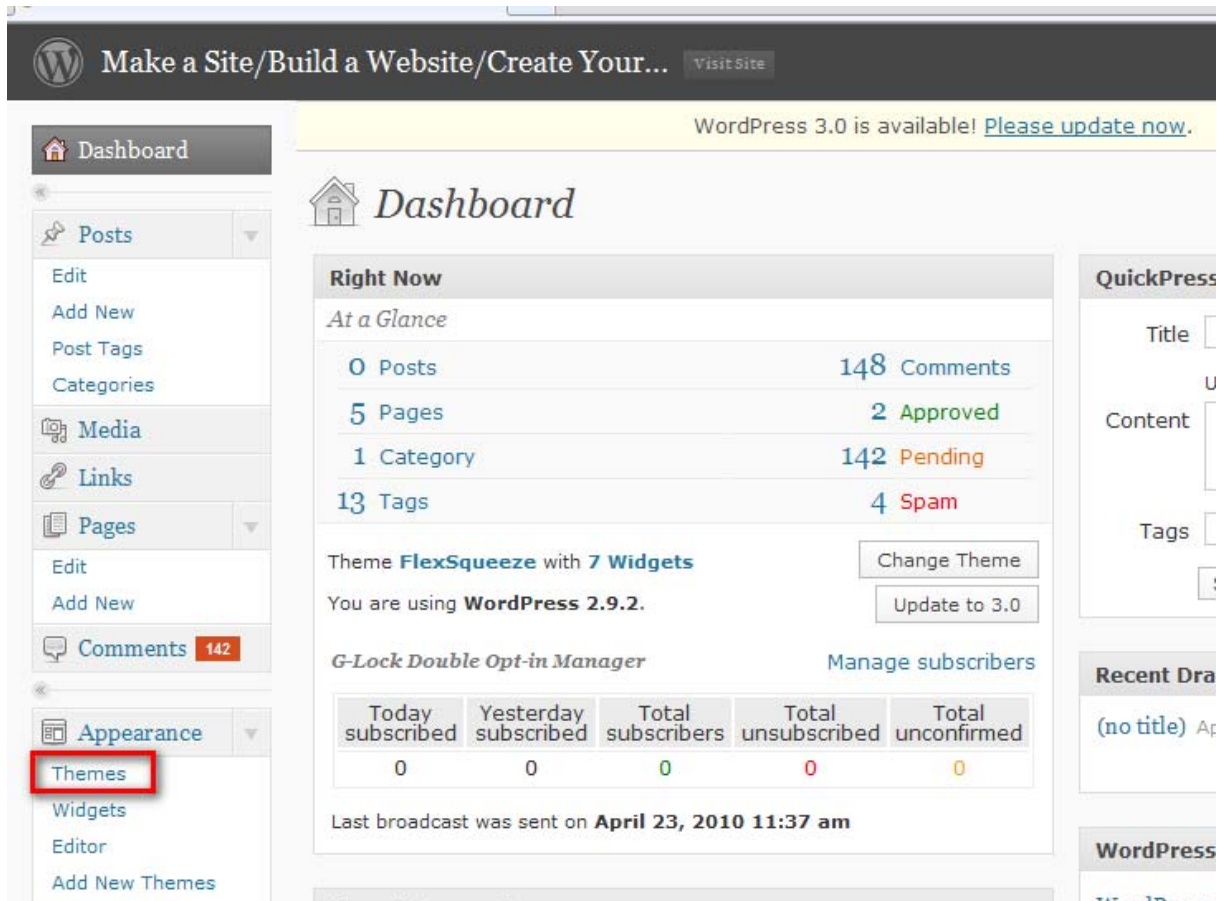 Make a Site/Build a Website/Create Your... Visit Site
WordPress 3.0 is available! Please update now.
Dashboard
Posts
Edit
Add New
Post Tags
Categories
Media
Links
Pages
Edit
Add New
Comments 142
Appearance
Themes
Widgets
Editor
Add New Themes
Dashboard
Right Now
At a Glance
0 Posts 148 Comments
5 Pages 2 Approved
1 Category 142 Pending
13 Tags 4 Spam
Theme FlexSqueeze with 7 Widgets Change Theme
You are using WordPress 2.9.2. Update to 3.0
G-Lock Double Opt-in Manager Manage subscribers
Today Yesterday Total Total Total
subscribed subscribed subscribers unsubscribed unconfirmed
0 0 0 0 0
Last broadcast was sent on April 23, 2010 11:37 am
QuickPress
Title
Content
Tags
Recent Dra
(no title) Ap
WordPress